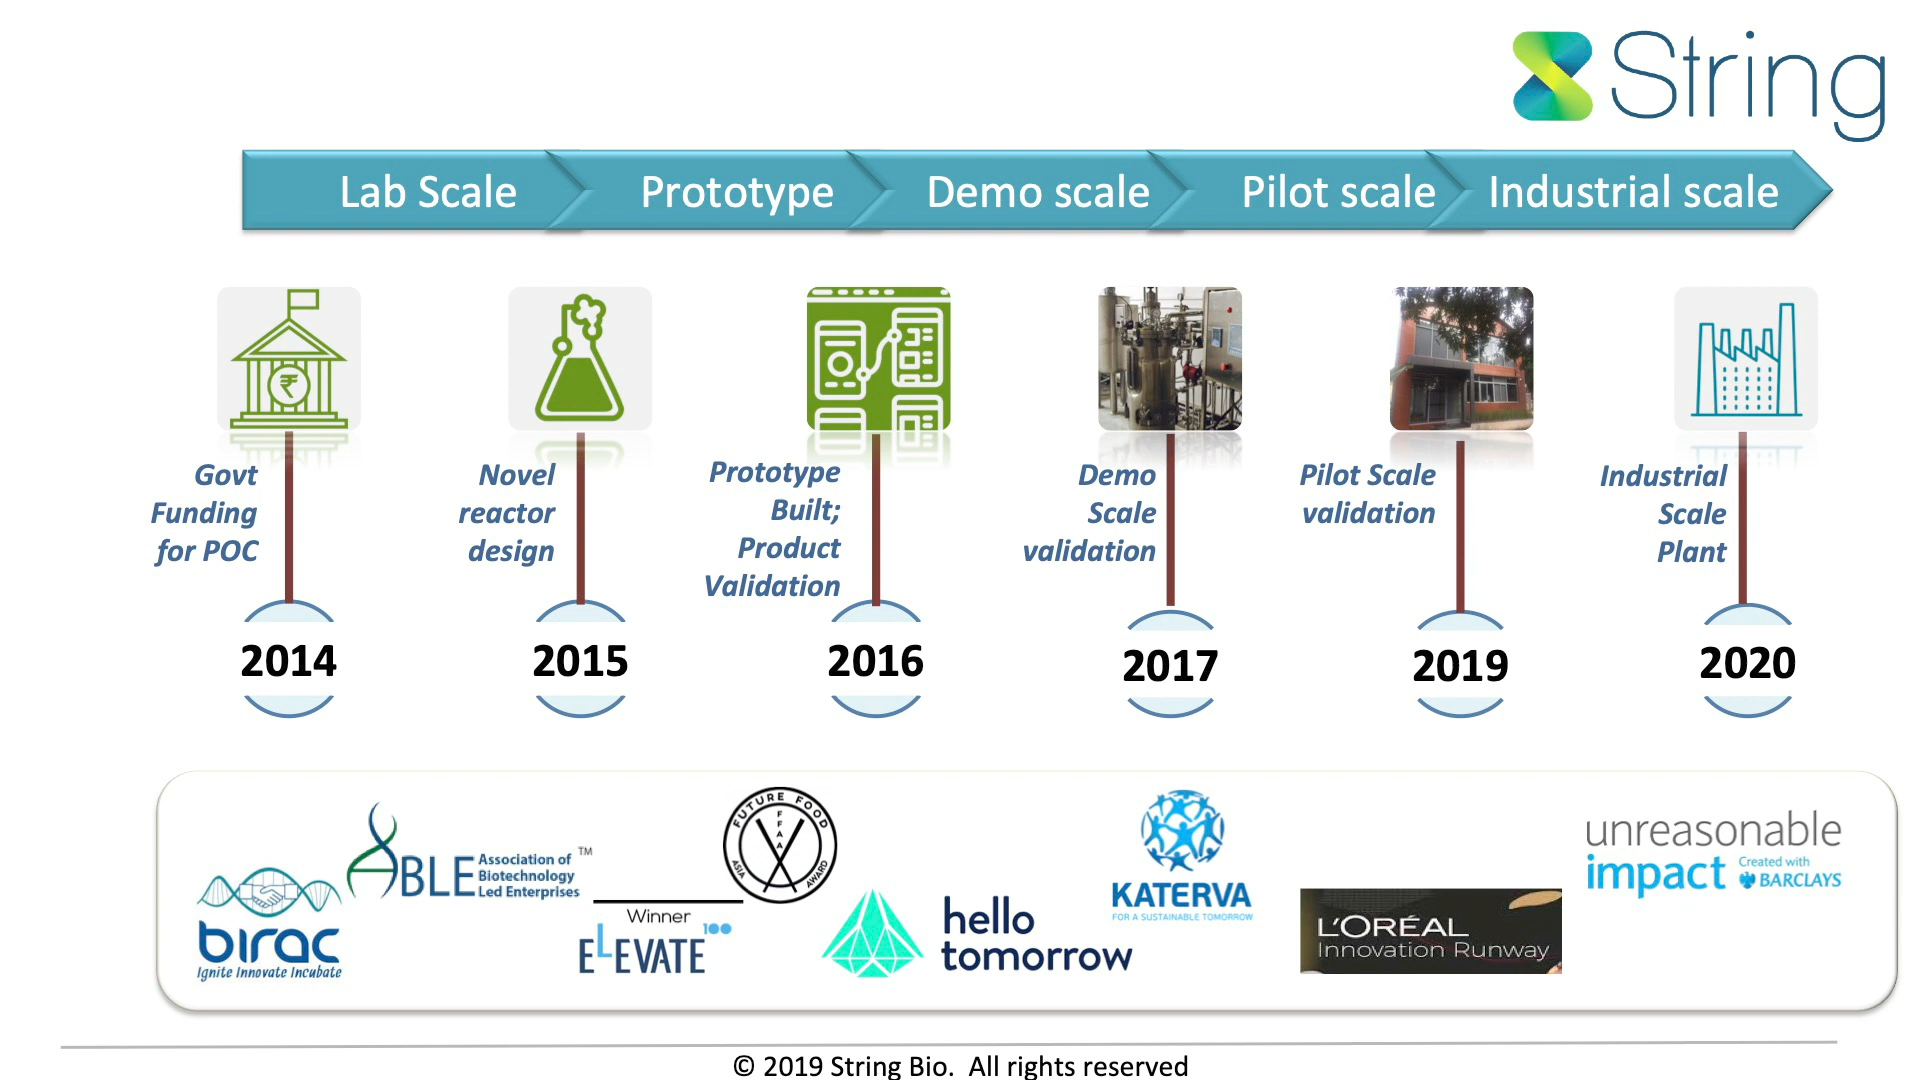 String
Lab Scale
Prototype
Demo scale
Pilot scale
Industrial scale
₹
Govt
Funding
for POC
Novel
reactor
design
Prototype
Built;
Product
Validation
Demo
Scale
validation
Pilot Scale
validation
Industrial
Scale
Plant
2014
2015
2016
2017
2019
2020
birac
Ignite Innovate Incubate
ABLE
Association of
Biotechnology
Led Enterprises
TM
Winner
ELEVATE 100
FUTURE FOOD
FFAA
ASIA
AWARD
hello
tomorrow
KATERVA
FOR A SUSTAINABLE TOMORROW
L'ORÉAL
Innovation Runway
unreasonable
impact
Created with
BARCLAYS
© 2019 String Bio.  All rights reserved